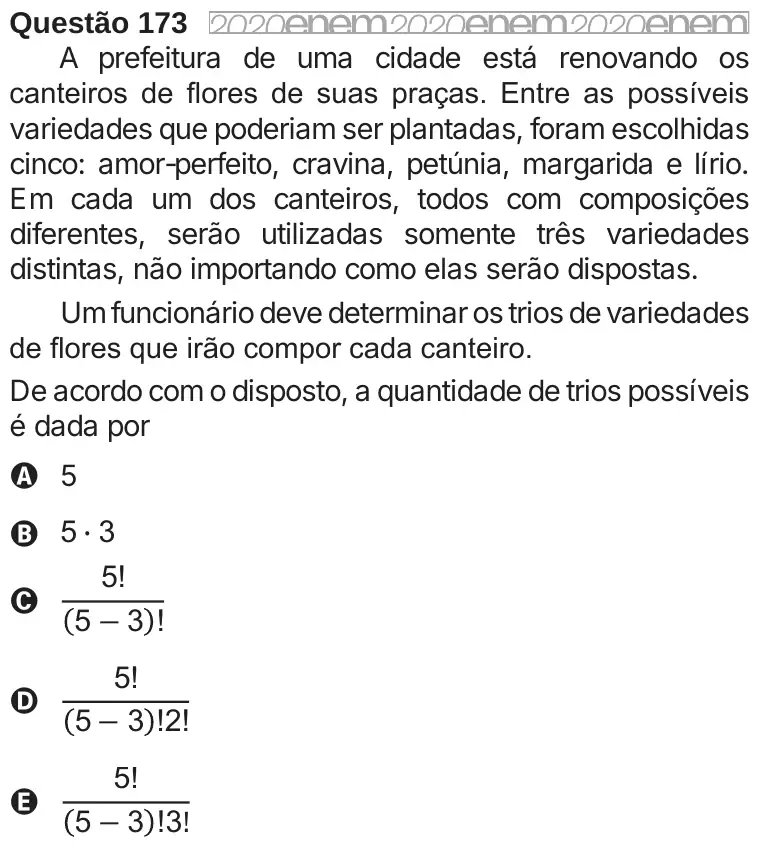 Questão 173 2020enem2020enem2020enem
A prefeitura de uma cidade está renovando os
canteiros de flores de suas praças. Entre as possíveis
variedades que poderiam ser plantadas, foram escolhidas
cinco: amor-perfeito, cravina, petúnia, margarida e lírio.
Em cada um dos canteiros, todos com composições
diferentes, serão utilizadas somente três variedades
distintas, não importando como elas serão dispostas.
Um funcionário deve determinar os trios de variedades
de flores que irão compor cada canteiro.
De acordo com o disposto, a quantidade de trios possíveis
é dada por
A 5
B 5 · 3
C 5!
(5 – 3)!
D 5!
(5 – 3)!2!
E 5!
(5 – 3)!3!